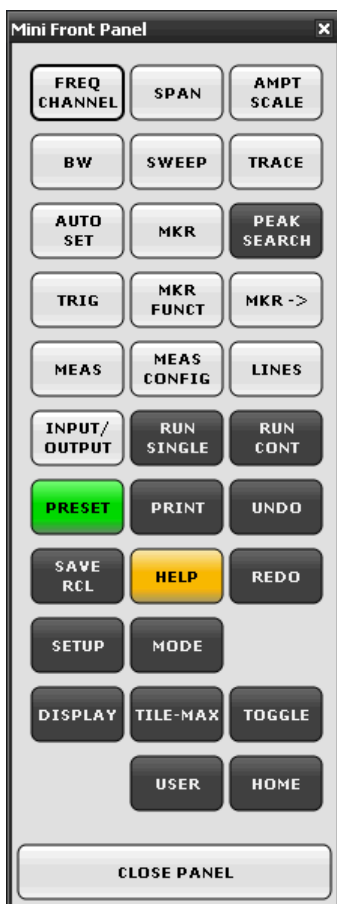 Mini Front Panel x
FREQ CHANNEL
SPAN
AMPT SCALE
BW
SWEEP
TRACE
AUTO SET
MKR
PEAK SEARCH
TRIG
MKR FUNCT
MKR ->
MEAS
MEAS CONFIG
LINES
INPUT/ OUTPUT
RUN SINGLE
RUN CONT
PRESET
PRINT
UNDO
SAVE RCL
HELP
REDO
SETUP
MODE
DISPLAY
TILE-MAX
TOGGLE
USER
HOME
CLOSE PANEL